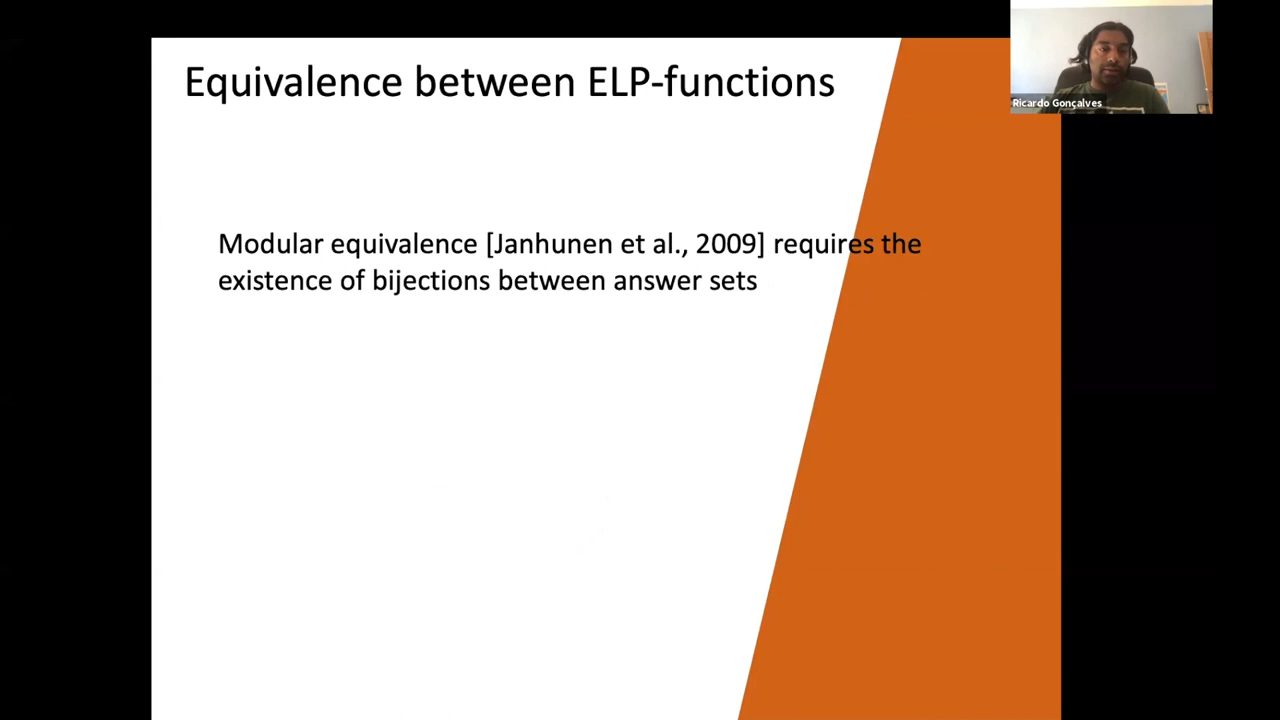 Equivalence between ELP-functions
Ricardo Gonçalves
Modular equivalence [Janhunen et al., 2009] requires the
existence of bijections between answer sets